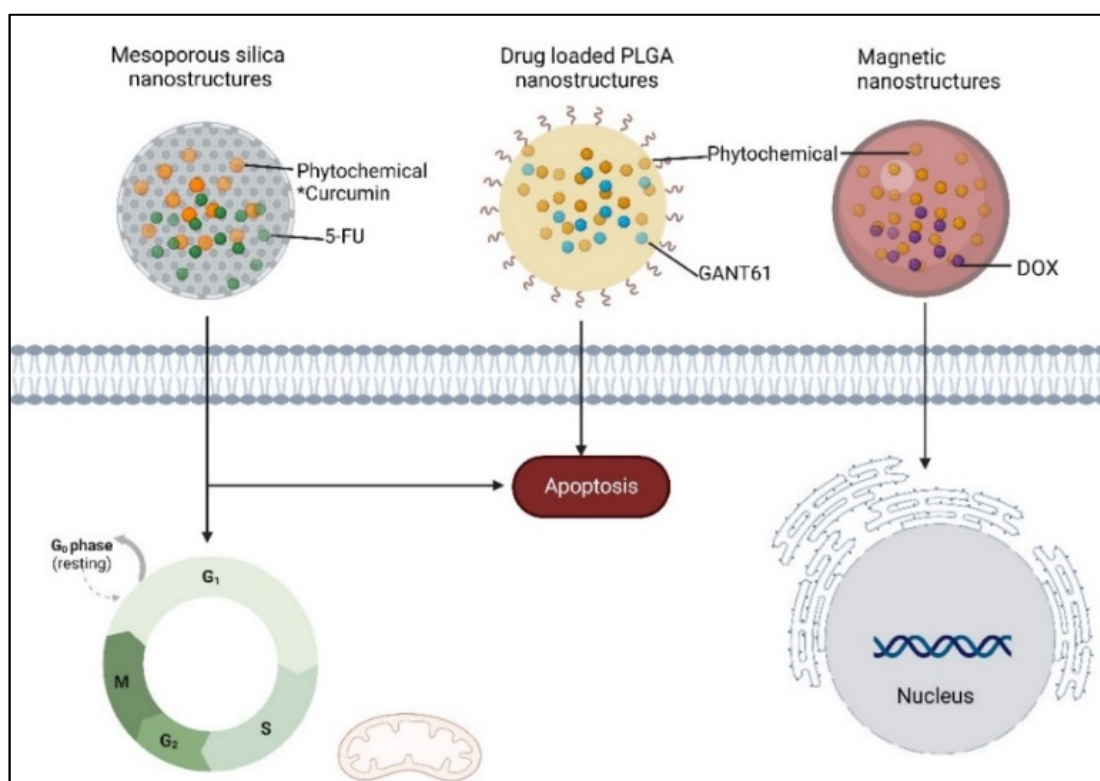 Mesoporous silica
nanostructures
Drug loaded PLGA
nanostructures
Magnetic
nanostructures
Phytochemical
*Curcumin
5-FU
Phytochemical
GANT61
DOX
Apoptosis
G₀ phase
(resting)
G₁
M
G₂
S
Nucleus